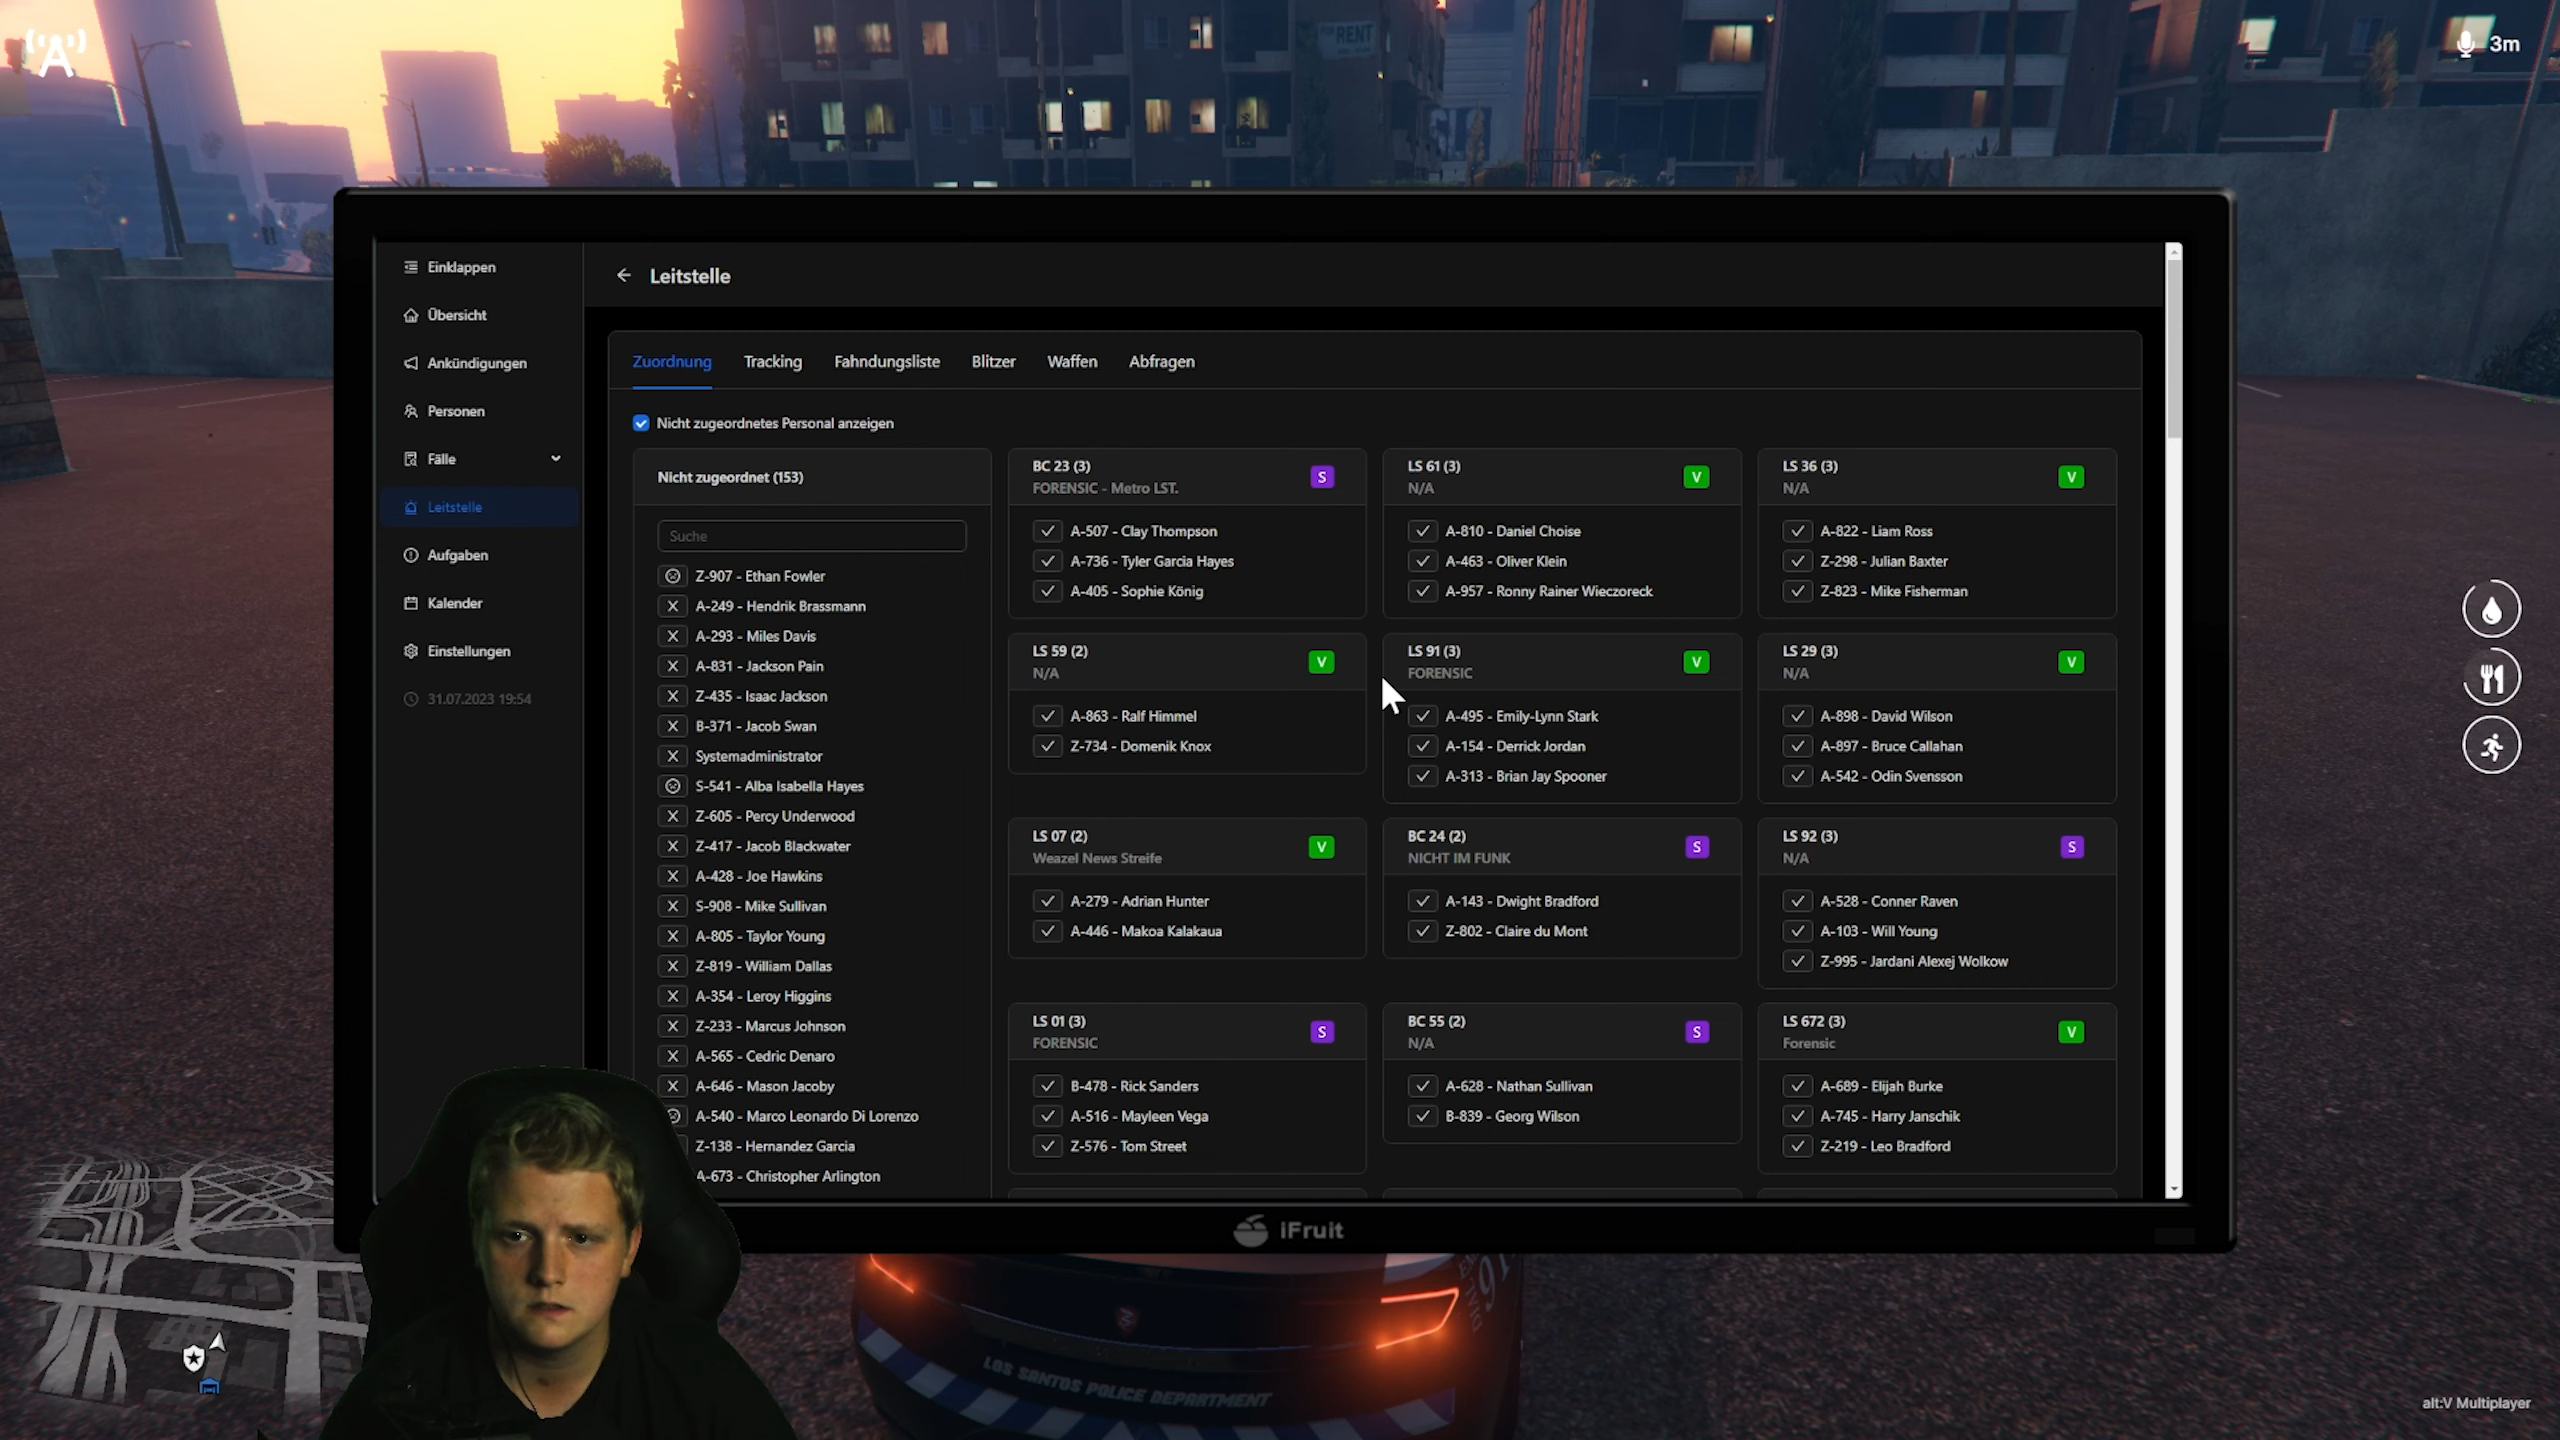 RENT
A
3m
Einklappen
Übersicht
Ankündigungen
Personen
Fälle
Leitstelle
Aufgaben
Kalender
Einstellungen
31.07.2023 19:54
Leitstelle
Zuordnung Tracking Fahndungsliste Blitzer Waffen Abfragen
Nicht zugeordnetes Personal anzeigen
Nicht zugeordnet (153)
Suche
Z-907 - Ethan Fowler
A-249 - Hendrik Brassmann
A-293 - Miles Davis
A-831 - Jackson Pain
Z-435 - Isaac Jackson
B-371 - Jacob Swan
Systemadministrator
S-541 - Alba Isabella Hayes
Z-605 - Percy Underwood
Z-417 - Jacob Blackwater
A-428 - Joe Hawkins
S-908 - Mike Sullivan
A-805 - Taylor Young
Z-819 - William Dallas
A-354 - Leroy Higgins
Z-233 - Marcus Johnson
A-565 - Cedric Denaro
A-646 - Mason Jacoby
A-540 - Marco Leonardo Di Lorenzo
Z-138 - Hernandez Garcia
A-673 - Christopher Arlington
BC 23 (3) S
FORENSIC - Metro LST.
A-507 - Clay Thompson
A-736 - Tyler Garcia Hayes
A-405 - Sophie König
LS 61 (3) V
N/A
A-810 - Daniel Choise
A-463 - Oliver Klein
A-957 - Ronny Rainer Wieczoreck
LS 36 (3) V
N/A
A-822 - Liam Ross
Z-298 - Julian Baxter
Z-823 - Mike Fisherman
LS 59 (2) V
N/A
A-863 - Ralf Himmel
Z-734 - Domenik Knox
LS 91 (3) V
FORENSIC
A-495 - Emily-Lynn Stark
A-154 - Derrick Jordan
A-313 - Brian Jay Spooner
LS 29 (3) V
N/A
A-898 - David Wilson
A-897 - Bruce Callahan
A-542 - Odin Svensson
LS 07 (2) V
Weazel News Streife
A-279 - Adrian Hunter
A-446 - Makoa Kalakaua
BC 24 (2) S
NICHT IM FUNK
A-143 - Dwight Bradford
Z-802 - Claire du Mont
LS 92 (3) S
N/A
A-528 - Conner Raven
A-103 - Will Young
Z-995 - Jardani Alexej Wolkow
LS 01 (3) S
FORENSIC
B-478 - Rick Sanders
A-516 - Mayleen Vega
Z-576 - Tom Street
BC 55 (2) S
N/A
A-628 - Nathan Sullivan
B-839 - Georg Wilson
LS 672 (3) V
Forensic
A-689 - Elijah Burke
A-745 - Harry Janschik
Z-219 - Leo Bradford
iFruit
LOS SANTOS POLICE DEPARTMENT
alt:V Multiplayer